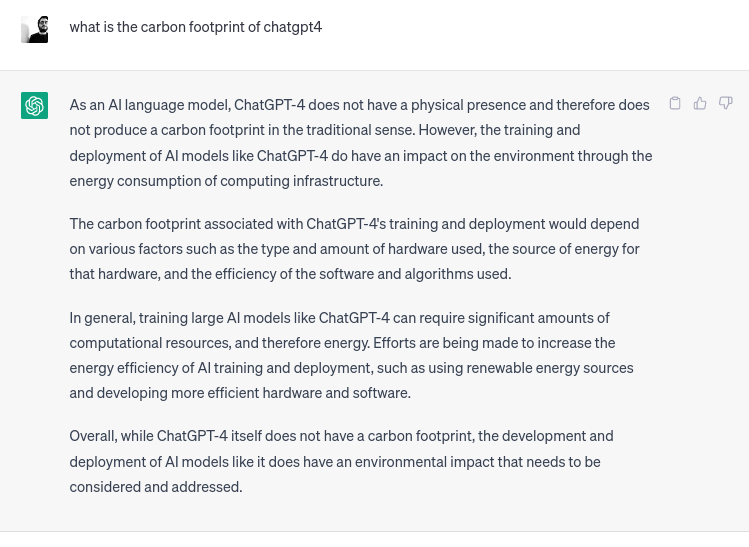 what is the carbon footprint of chatgpt4
As an AI language model, ChatGPT-4 does not have a physical presence and therefore does
not produce a carbon footprint in the traditional sense. However, the training and
deployment of AI models like ChatGPT-4 do have an impact on the environment through the
energy consumption of computing infrastructure.
The carbon footprint associated with ChatGPT-4's training and deployment would depend
on various factors such as the type and amount of hardware used, the source of energy for
that hardware, and the efficiency of the software and algorithms used.
In general, training large AI models like ChatGPT-4 can require significant amounts of
computational resources, and therefore energy. Efforts are being made to increase the
energy efficiency of AI training and deployment, such as using renewable energy sources
and developing more efficient hardware and software.
Overall, while ChatGPT-4 itself does not have a carbon footprint, the development and
deployment of AI models like it does have an environmental impact that needs to be
considered and addressed.